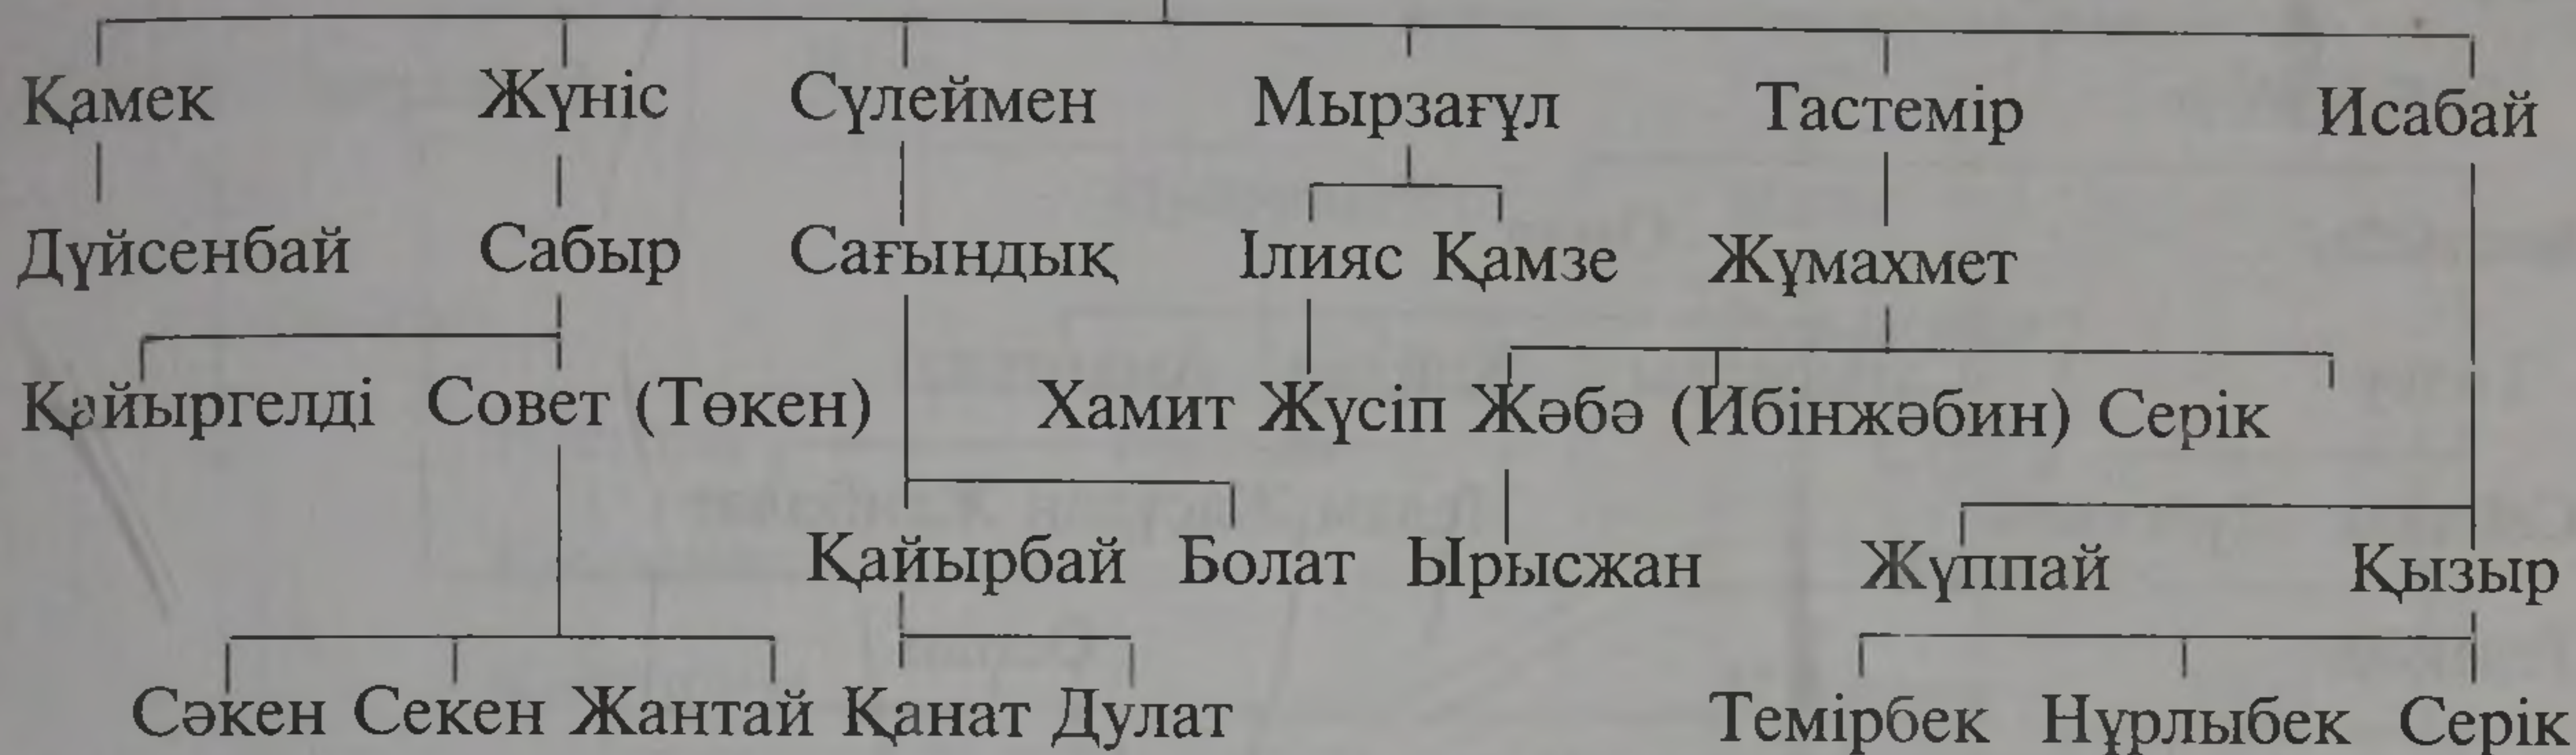 Қамек Жүніс Сүлеймен Мырзағұл Тастемір Исабай
Дүйсенбай Сабыр Сағындық Ілияс Қамзе Жұмахмет
Қайыргелді Совет (Төкен) Хамит Жүсіп Жәбә (Ибінжәбин) Серік
Қайырбай Болат Ырысжан Жүппай Қызыр
Сәкен Секен Жантай Қанат Дулат Темірбек Нұрлыбек Серік